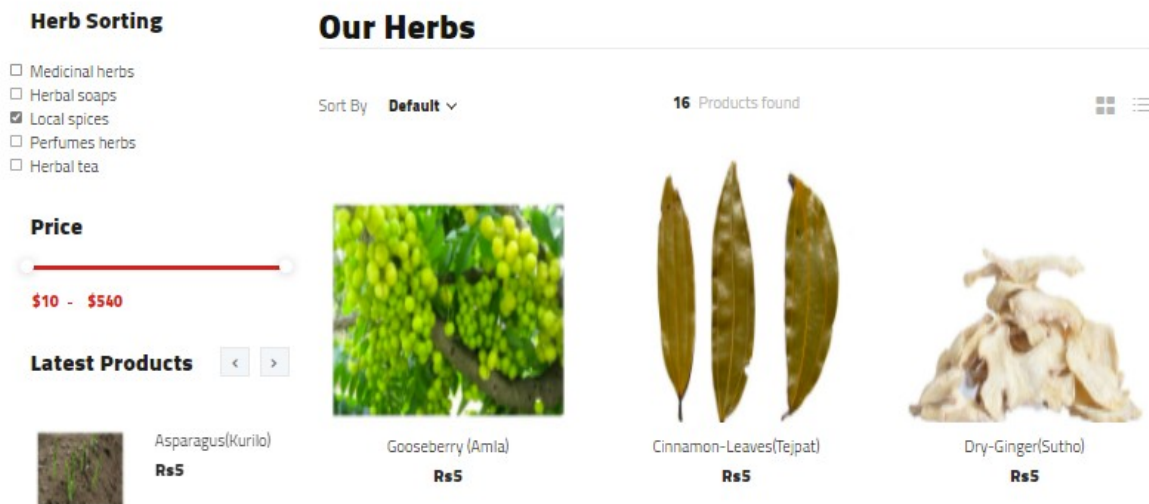 Herb Sorting
Medicinal herbs
Herbal soaps
Local spices
Perfumes herbs
Herbal tea
Price
$10 - $540
Latest Products
Asparagus(Kurilo)
Rs5
Our Herbs
Sort By Default
16 Products found
Gooseberry (Amla)
Rs5
Cinnamon-Leaves(Tejpat)
Rs5
Dry-Ginger(Sutho)
Rs5